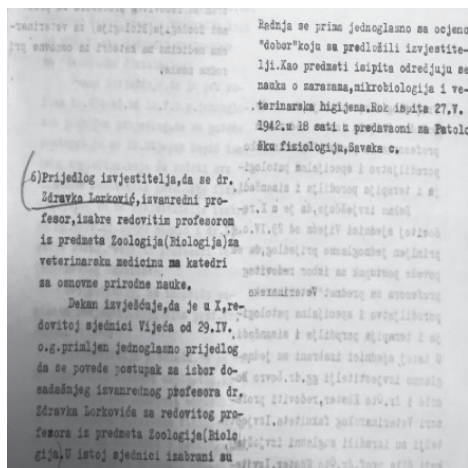 Radnja se prima jednoglasno sa ocjeno
"dobar"koju su predložili izvjestite-
lji.Kao predmeti isipita odredjuju se
nauka o zarazama,mikrobiologija i ve-
terinarska higijena.Rok ispita 27.V.
1942.u 18 sati u predavaoni za Patolo
šku fiziologiju,Savska c.
6)Prijedlog izvjestitelja,da se dr.
Zdravko Lorković,izvanredni pro-
fesor,izabre redovitim profesorom
iz predmeta Zoologija(Biologija)za
veterinarsku medicinu na katedri
za osnovne prirodne nauke.
Dekan izvješćuje,da je u X,re-
dovitoj sjednici Vijeća od 29.IV.
o.g.primljen jednoglasno prijedlog
da se povede postupak za izbor do-
sadašnjeg izvanrednog profesora dr.
Zdravka Lorkovića za redovitog pro-
fesora iz predmeta Zoologija(Biolo
gija).U istoj sjednici izabrani su